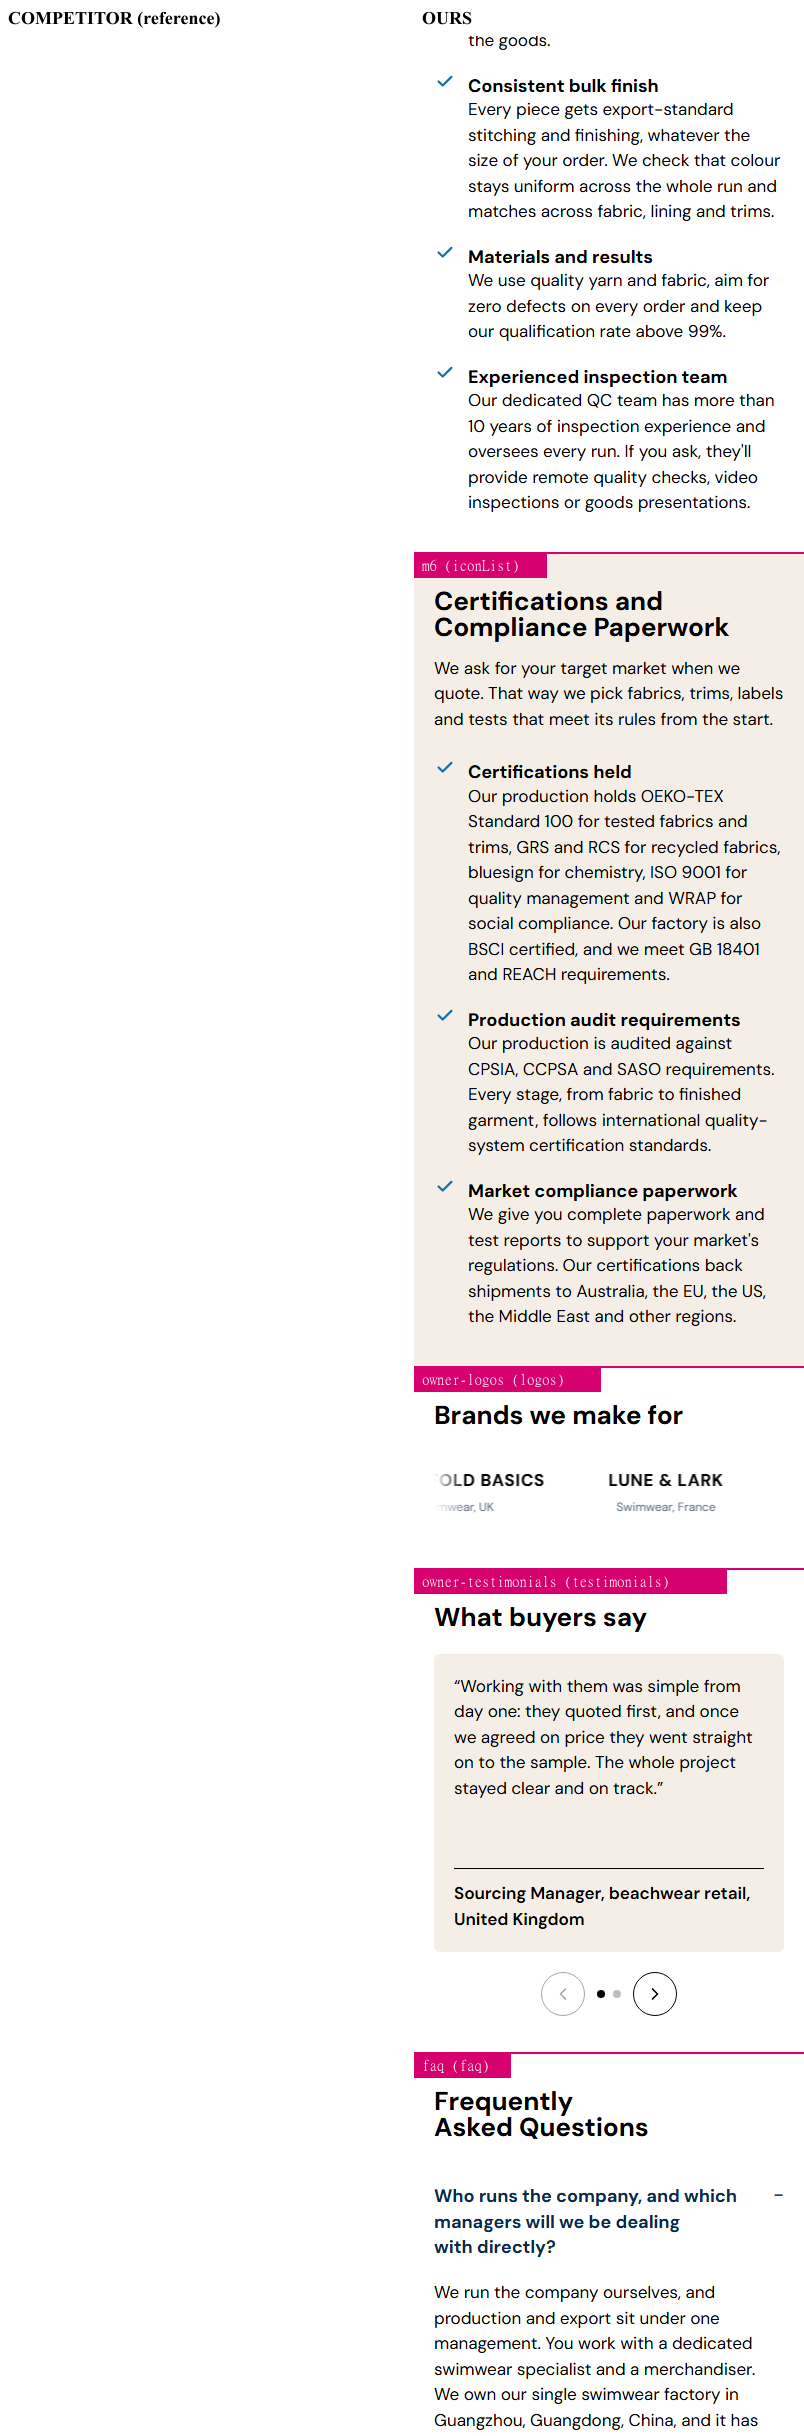 COMPETITOR (reference)
OURS
the goods.
Consistent bulk finish
Every piece gets export-standard
stitching and finishing, whatever the
size of your order. We check that colour
stays uniform across the whole run and
matches across fabric, lining and trims.
Materials and results
We use quality yarn and fabric, aim for
zero defects on every order and keep
our qualification rate above 99%.
Experienced inspection team
Our dedicated QC team has more than
10 years of inspection experience and
oversees every run. If you ask, they'll
provide remote quality checks, video
inspections or goods presentations.
m6 (iconList)
Certifications and
Compliance Paperwork
We ask for your target market when we
quote. That way we pick fabrics, trims, labels
and tests that meet its rules from the start.
Certifications held
Our production holds OEKO-TEX
Standard 100 for tested fabrics and
trims, GRS and RCS for recycled fabrics,
bluesign for chemistry, ISO 9001 for
quality management and WRAP for
social compliance. Our factory is also
BSCI certified, and we meet GB 18401
and REACH requirements.
Production audit requirements
Our production is audited against
CPSIA, CCPSA and SASO requirements.
Every stage, from fabric to finished
garment, follows international quality-
system certification standards.
Market compliance paperwork
We give you complete paperwork and
test reports to support your market's
regulations. Our certifications back
shipments to Australia, the EU, the US,
the Middle East and other regions.
owner-logos (logos)
Brands we make for
OLD BASICS
LUNE & LARK
mwear, UK
Swimwear, France
owner-testimonials (testimonials)
What buyers say
“Working with them was simple from
day one: they quoted first, and once
we agreed on price they went straight
on to the sample. The whole project
stayed clear and on track.”
Sourcing Manager, beachwear retail,
United Kingdom
faq (faq)
Frequently
Asked Questions
Who runs the company, and which
managers will we be dealing
with directly?
We run the company ourselves, and
production and export sit under one
management. You work with a dedicated
swimwear specialist and a merchandiser.
We own our single swimwear factory in
Guangzhou, Guangdong, China, and it has